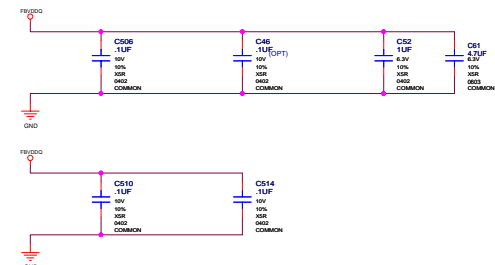 FBVDDQ
C506
.1UF
10V
10%
X5R
0402
COMMON
C46
.1UF
(OPT)
10V
10%
X5R
0402
COMMON
C52
1UF
6.3V
10%
X5R
0402
COMMON
C61
4.7UF
6.3V
10%
X5R
0603
COMMON
GND
FBVDDQ
C510
.1UF
10V
10%
X5R
0402
COMMON
C514
.1UF
10V
10%
X5R
0402
COMMON